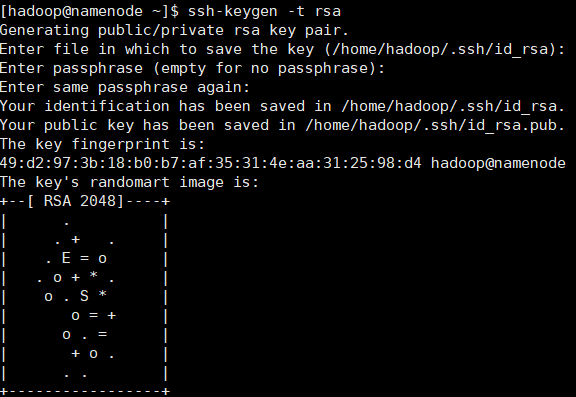 [hadoop@namenode ~]$ ssh-keygen -t rsa
Generating public/private rsa key pair.
Enter file in which to save the key (/home/hadoop/.ssh/id_rsa):
Enter passphrase (empty for no passphrase):
Enter same passphrase again:
Your identification has been saved in /home/hadoop/.ssh/id_rsa.
Your public key has been saved in /home/hadoop/.ssh/id_rsa.pub.
The key fingerprint is:
49:d2:97:3b:18:b0:b7:af:35:31:4e:aa:31:25:98:d4 hadoop@namenode
The key's randomart image is:
+--[ RSA 2048]----+
|      .          |
|     . +   .     |
|    . E = o      |
|   . o + * .     |
|    o . S *      |
|       o = +     |
|      o . =      |
|       + o .     |
|      . .        |
+-----------------+